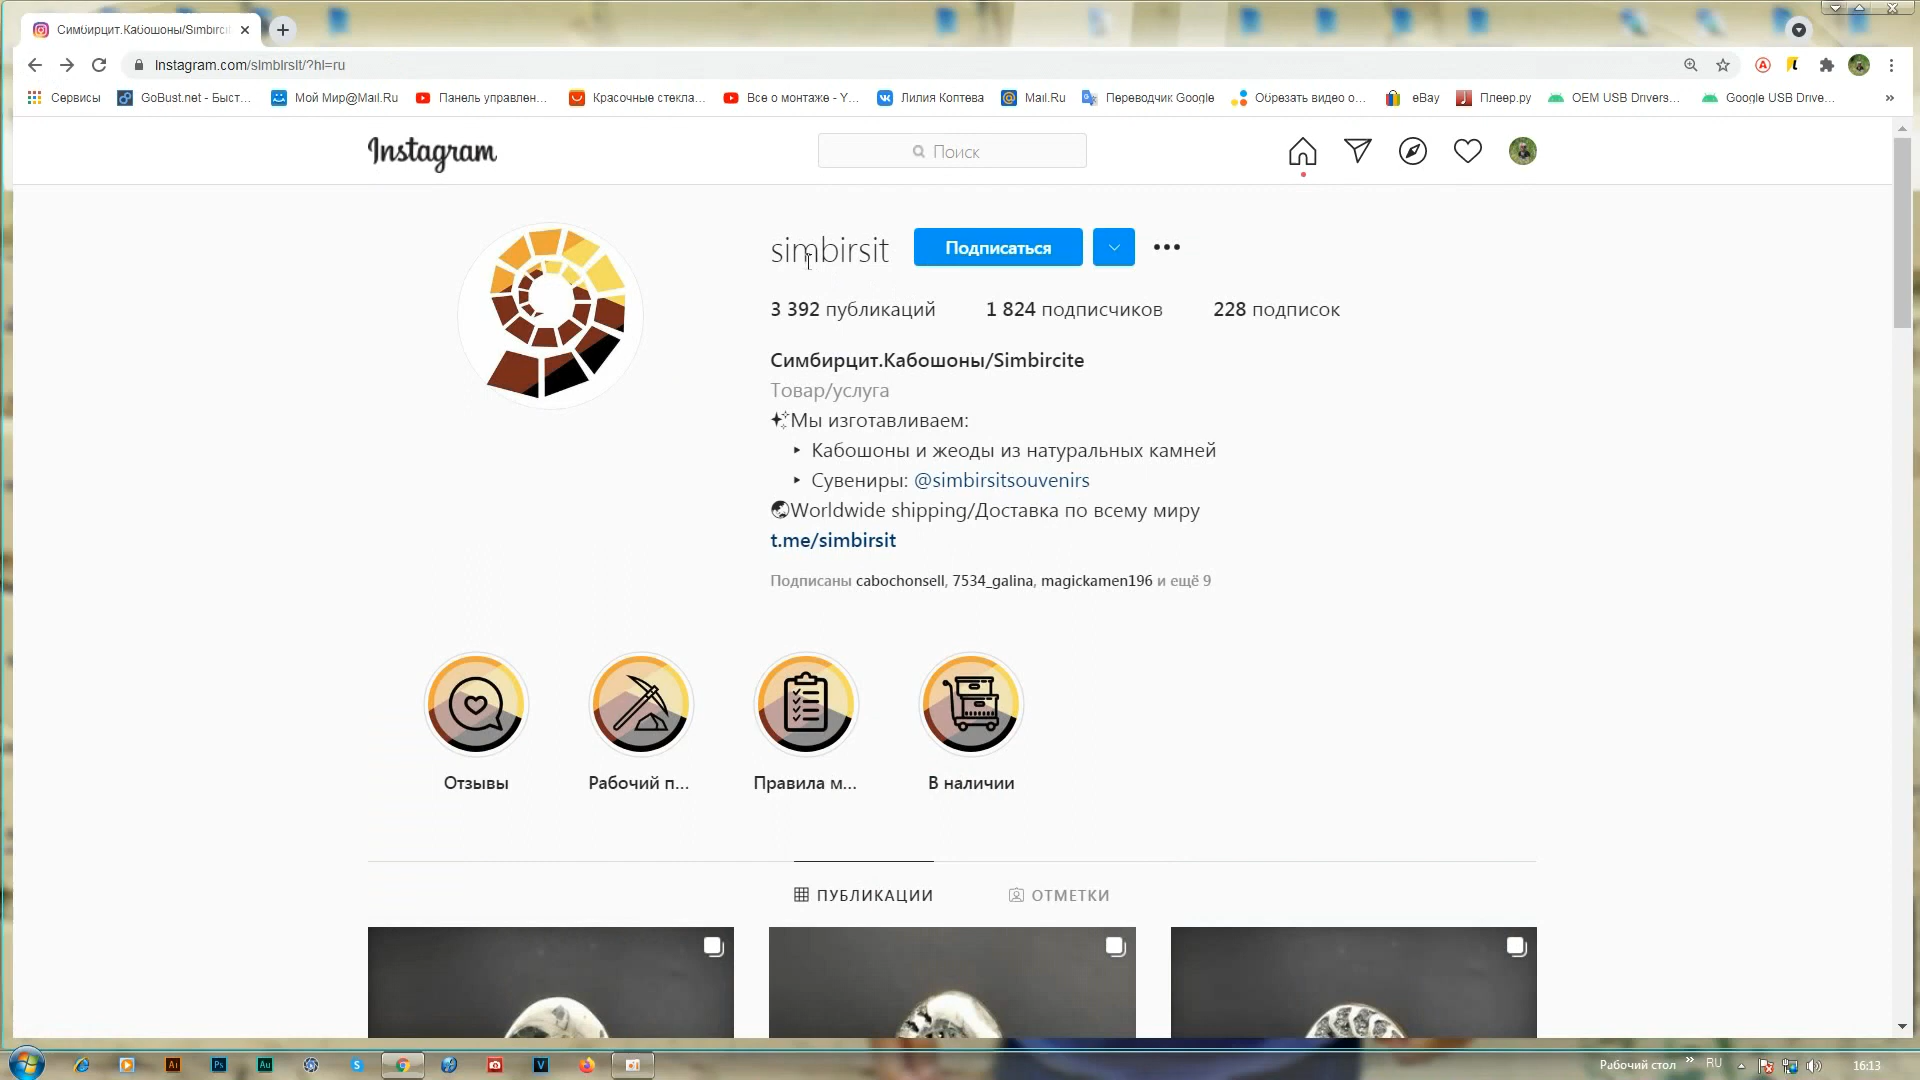 Симбирцит.Кабошоны/Simbirci
instagram.com/simbirsit/?hl=ru
Сервисы
GoBust.net - Быст...
Мой Мир@Mail.Ru
Панель управлен...
Красочные стекла...
Все о монтаже - Y...
Лилия Коптева
Mail.Ru
Переводчик Google
Обрезать видео о...
eBay
Плеер.ру
OEM USB Drivers...
Google USB Drive...
»
Instagram
Поиск
simbirsit
Подписаться
3 392 публикаций 1 824 подписчиков 228 подписок
Симбирцит.Кабошоны/Simbircite
Товар/услуга
Мы изготавливаем:
‣ Кабошоны и жеоды из натуральных камней
‣ Сувениры: @simbirsitsouvenirs
Worldwide shipping/Доставка по всему миру
t.me/simbirsit
Подписаны cabochonsell, 7534_galina, magickamen196 и ещё 9
Отзывы
Рабочий п...
Правила м...
В наличии
ПУБЛИКАЦИИ
ОТМЕТКИ
Ai
Ps
Au
S
V
Рабочий стол
»
RU
16:13